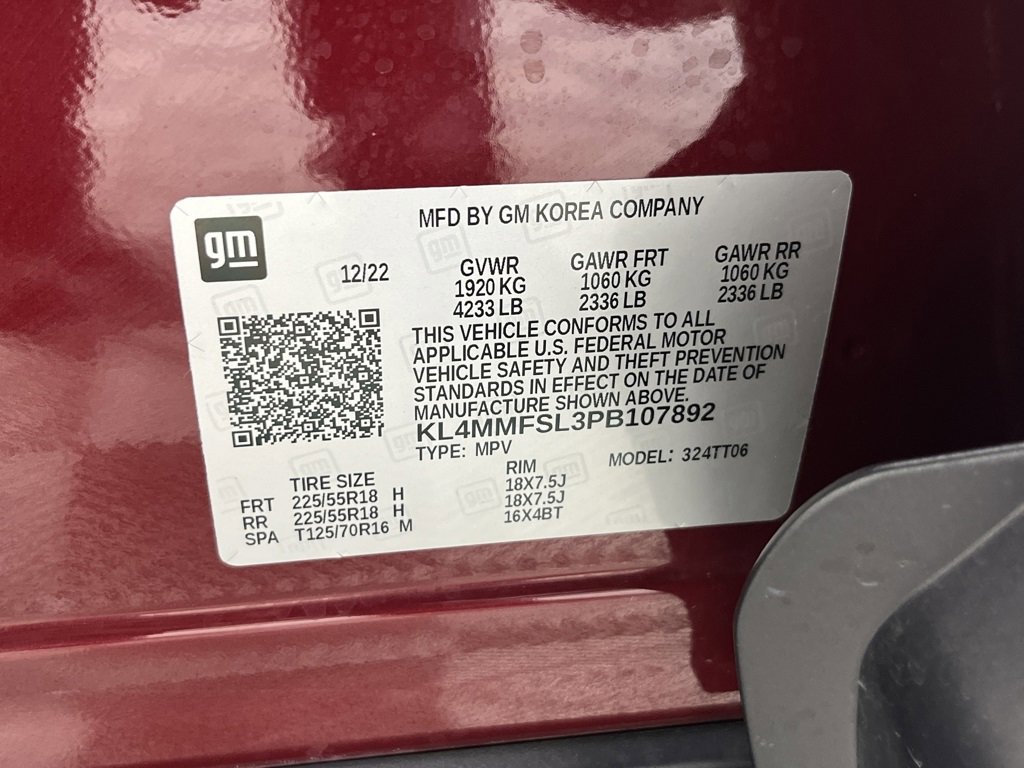 gm
MFD BY GM KOREA COMPANY
12/22
GVWR
1920 KG
4233 LB
GAWR FRT
1060 KG
2336 LB
GAWR RR
1060 KG
2336 LB
THIS VEHICLE CONFORMS TO ALL
APPLICABLE U.S. FEDERAL MOTOR
VEHICLE SAFETY AND THEFT PREVENTION
STANDARDS IN EFFECT ON THE DATE OF
MANUFACTURE SHOWN ABOVE.
KL4MMFSL3PB107892
TYPE: MPV
MODEL: 324TT06
TIRE SIZE RIM
FRT 225/55R18 H 18X7.5J
RR 225/55R18 H 18X7.5J
SPA T125/70R16 M 16X4BT